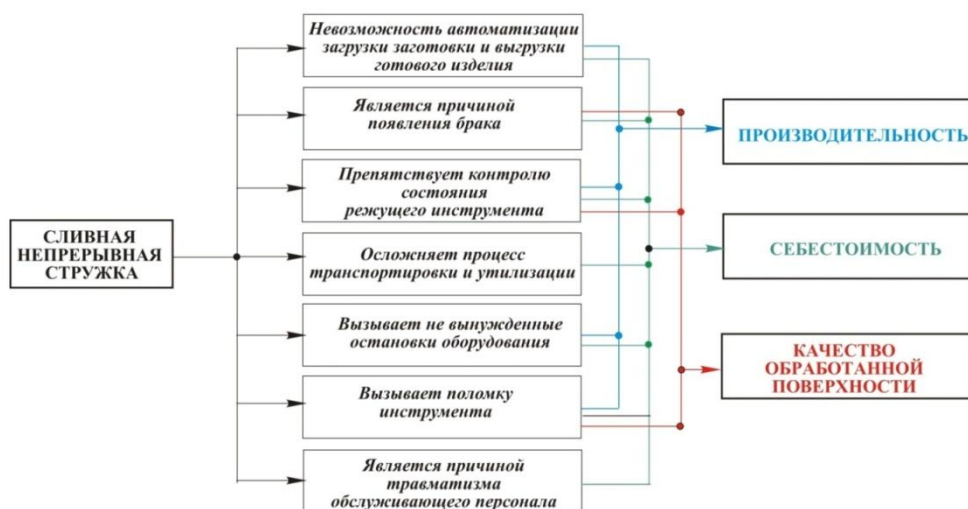 СЛИВНАЯ
НЕПРЕРЫВНАЯ
СТРУЖКА
Невозможность автоматизации
загрузки заготовки и выгрузки
готового изделия
Является причиной
появления брака
Препятствует контролю
состояния
режущего инструмента
Осложняет процесс
транспортировки и утилизации
Вызывает не вынужденные
остановки оборудования
Вызывает поломку
инструмента
Является причиной
травматизма
обслуживающего персонала
ПРОИЗВОДИТЕЛЬНОСТЬ
СЕБЕСТОИМОСТЬ
КАЧЕСТВО
ОБРАБОТАННОЙ
ПОВЕРХНОСТИ